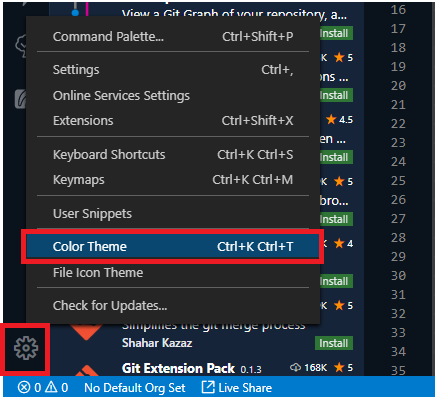 View a Git Graph of your repository, a...
Install
Command Palette... Ctrl+Shift+P
K ★ 5
Settings Ctrl+,
ons ...
Install
Online Services Settings
Extensions Ctrl+Shift+X
★ 4.5
en ...
Install
Keyboard Shortcuts Ctrl+K Ctrl+S
Keymaps Ctrl+K Ctrl+M
K ★ 5
bro...
User Snippets
Install
Color Theme Ctrl+K Ctrl+T
K ★ 4
File Icon Theme
Install
Check for Updates...
K ★ 5
Simplifies the git merge process
Shahar Kazaz Install
Git Extension Pack 0.1.3 168K ★ 5
16
17
18
19
20
21
22
23
24
25
26
27
28
29
30
31
32
33
34
35
0 0 No Default Org Set Live Share